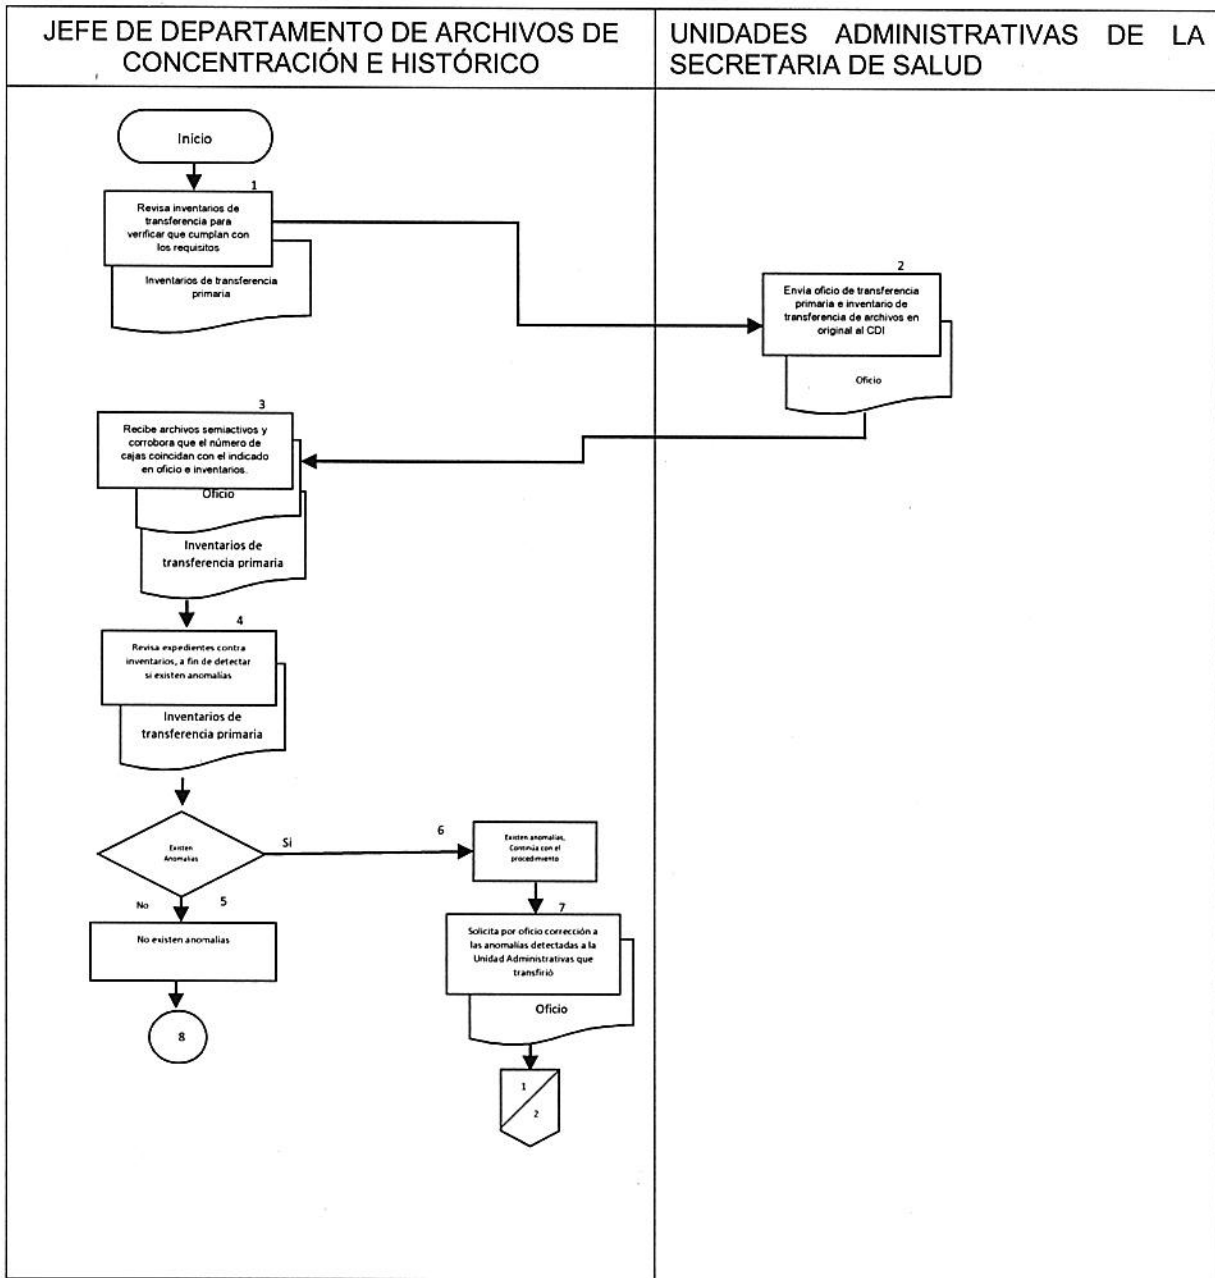 JEFE DE DEPARTAMENTO DE ARCHIVOS DE
CONCENTRACIÓN E HISTÓRICO
UNIDADES ADMINISTRATIVAS DE LA
SECRETARIA DE SALUD
Inicio
1
Revisa inventarios de
transferencia para
verificar que cumplan con
los requisitos
Inventarios de transferencia
primaria
2
Envía oficio de transferencia
primaria e inventario de
transferencia de archivos en
original al CDI
Oficio
3
Recibe archivos semiactivos y
corrobora que el número de
cajas coincidan con el indicado
en oficio e inventarios.
Oficio
Inventarios de
transferencia primaria
4
Revisa expedientes contra
inventarios, a fin de detectar
si existen anomalías
Inventarios de
transferencia primaria
Existen
Anomalías
Si
6
Existen anomalías,
Continúa con el
procedimiento
No
5
No existen anomalías
7
Solicita por oficio corrección a
las anomalías detectadas a la
Unidad Administrativas que
transfirió
Oficio
8
1
2